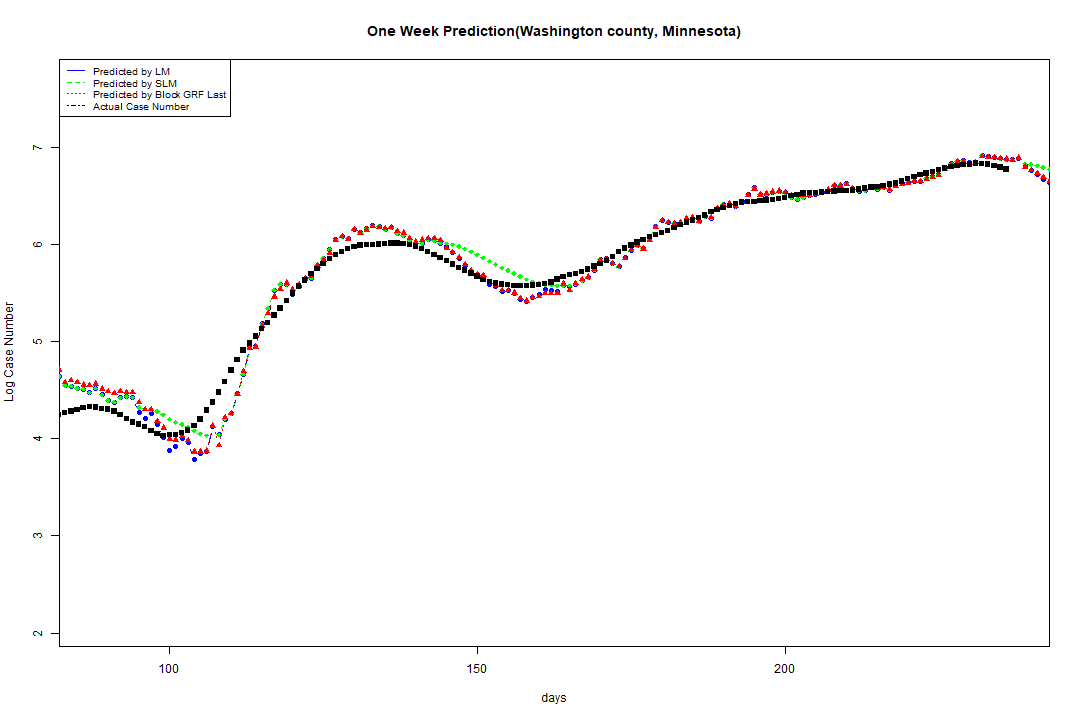 One Week Prediction(Washington county, Minnesota)
Predicted by LM
Predicted by SLM
Predicted by Block GRF Last
Actual Case Number
7
6
5
4
3
2
Log Case Number
100 150 200
days